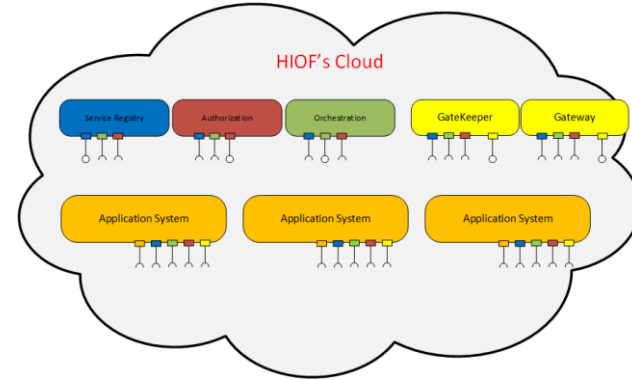 HIOF's Cloud
Service Registry
Authorization
Orchestration
GateKeeper
Gateway
Application System
Application System
Application System